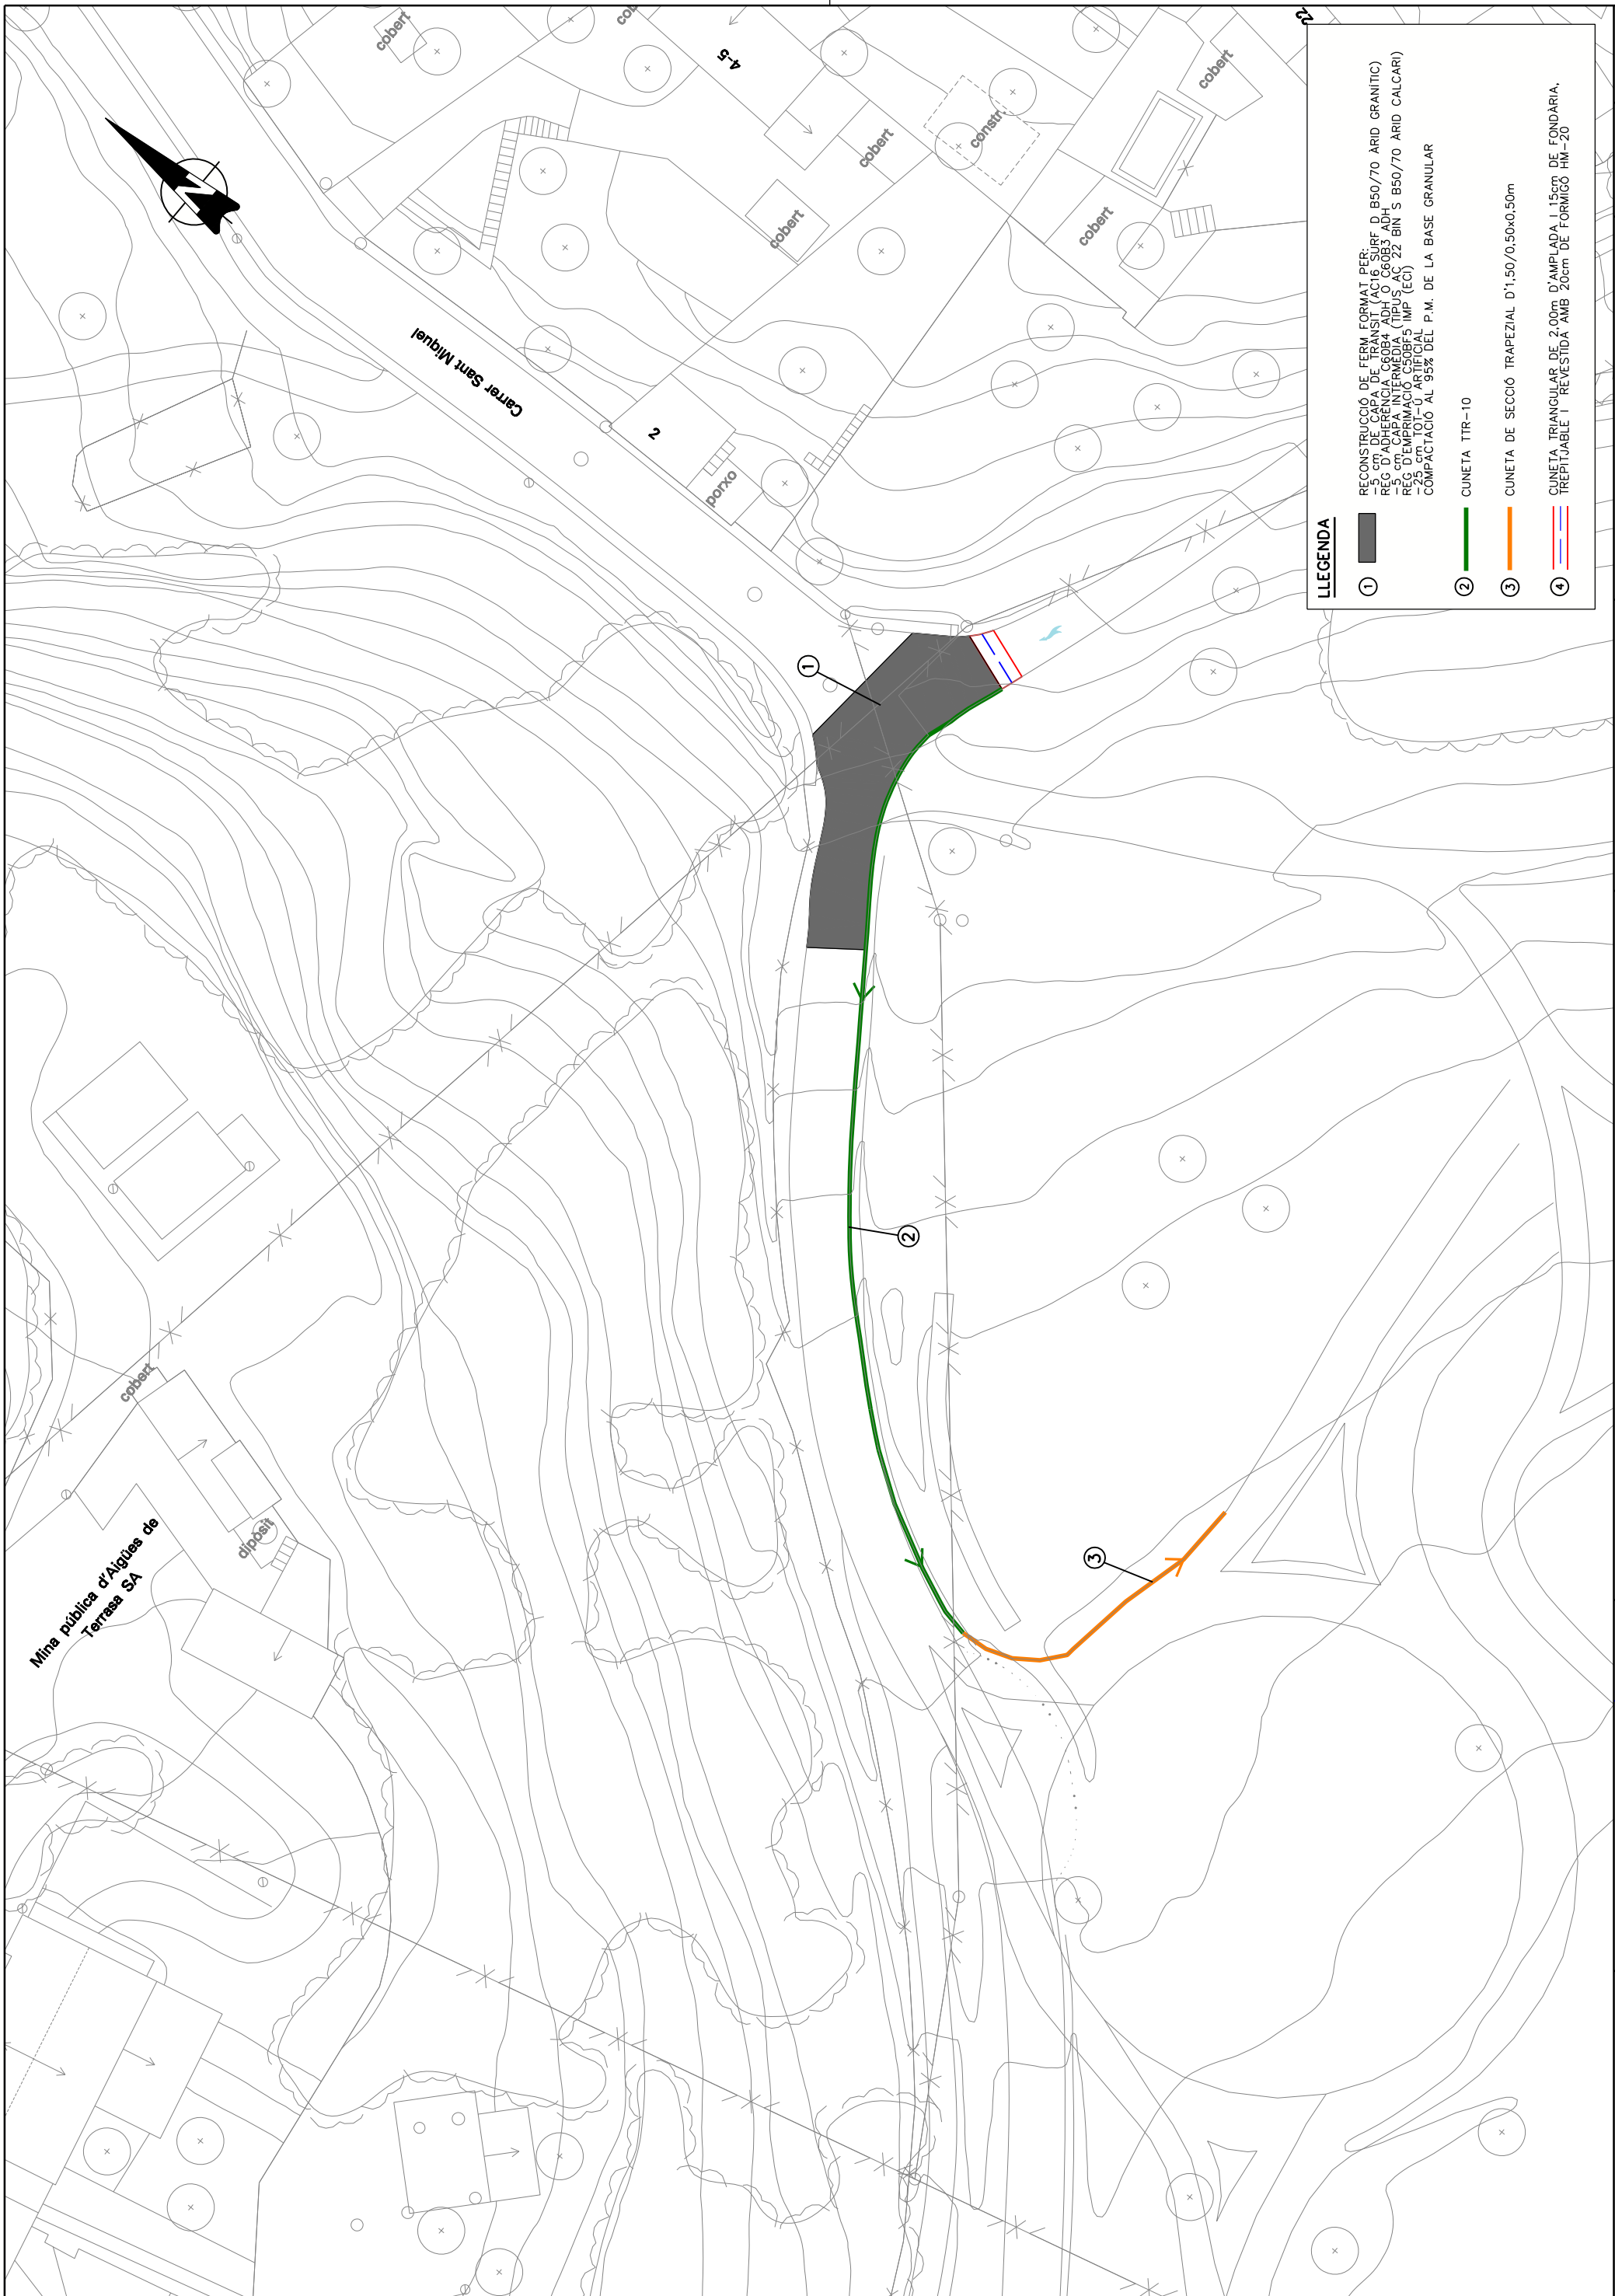 cobert
cob
4-5
22
cobert
cobert
constr.
cobert
cobert
Carrer Sant Miquel
2
porxo
1
2
3
cobert
dipòsit
Mina pública d'Aigües de
Terrasa SA
N
LLEGENDA
1
RECONSTRUCCIÓ DE FERM FORMAT PER:
-5 cm DE CAPA DE TRÀNSIT (AC16 SURF D B50/70 ÀRID GRANÍTIC)
REG D'ADHERÈNCIA C60B4 ADH O C60B3 ADH
-5 cm CAPA INTERMÈDIA (TIPUS AC 22 BIN S B50/70 ÀRID CALCARI)
REG D'EMPRIMACIÓ C50BF5 IMP (ECI)
-25 cm TOT-U ARTIFICIAL
COMPACTACIÓ AL 95% DEL P.M. DE LA BASE GRANULAR
2
CUNETA TTR-10
3
CUNETA DE SECCIÓ TRAPEZIAL D'1,50/0,50x0,50m
4
CUNETA TRIANGULAR DE 2,00m D'AMPLADA I 15cm DE FONDÀRIA,
TREPITJABLE I REVESTIDA AMB 20cm DE FORMIGÓ HM-20